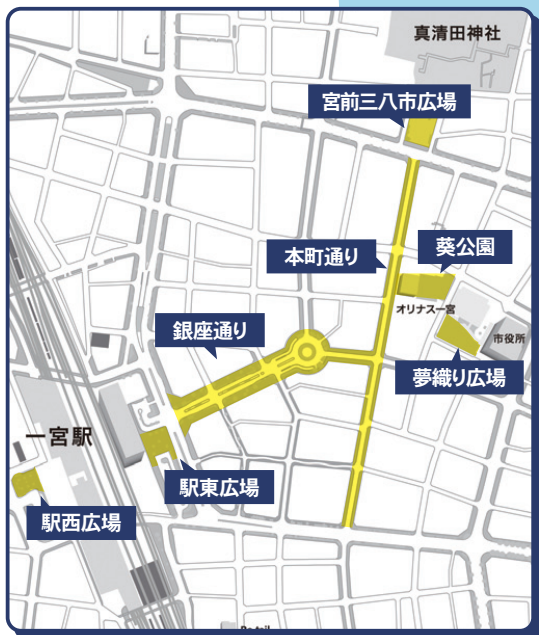 真清田神社
宮前三八市広場
本町通り
葵公園
オリナス一宮
銀座通り
市役所
夢織り広場
一宮駅
駅東広場
駅西広場